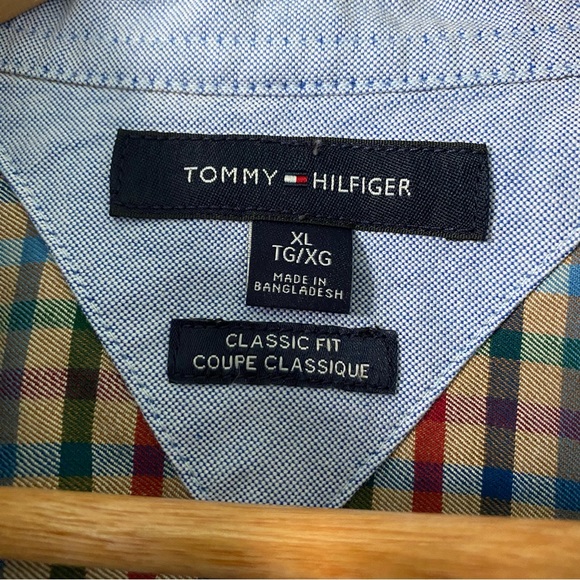 TOMMY HILFIGER
XL
TG/XG
MADE IN
BANGLADESH
CLASSIC FIT
COUPE CLASSIQUE